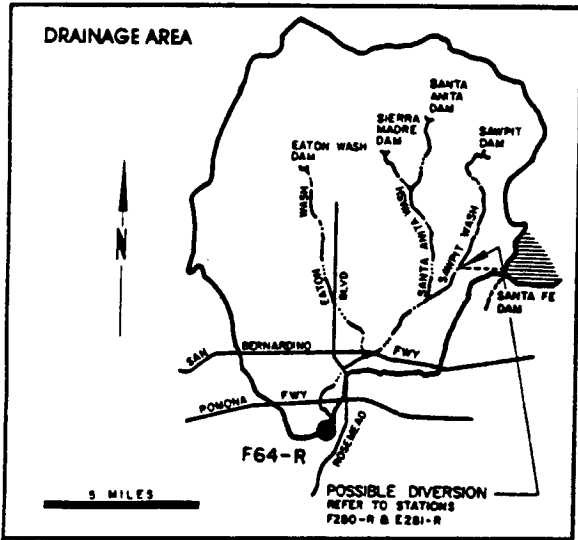 DRAINAGE AREA
SANTA
ANITA
DAM
SIERRA
MADRE
DAM
SAWPIT
DAM
EATON WASH
DAM
N
WASH
EATON
BLVD
SANTA ANITA WASH
SAWPIT WASH
SANTA FE
DAM
SAN BERNARDINO FWY
POMONA FWY
ROSEMEAD
F64-R
5 MILES
POSSIBLE DIVERSION
REFER TO STATIONS
F280-R & E281-R